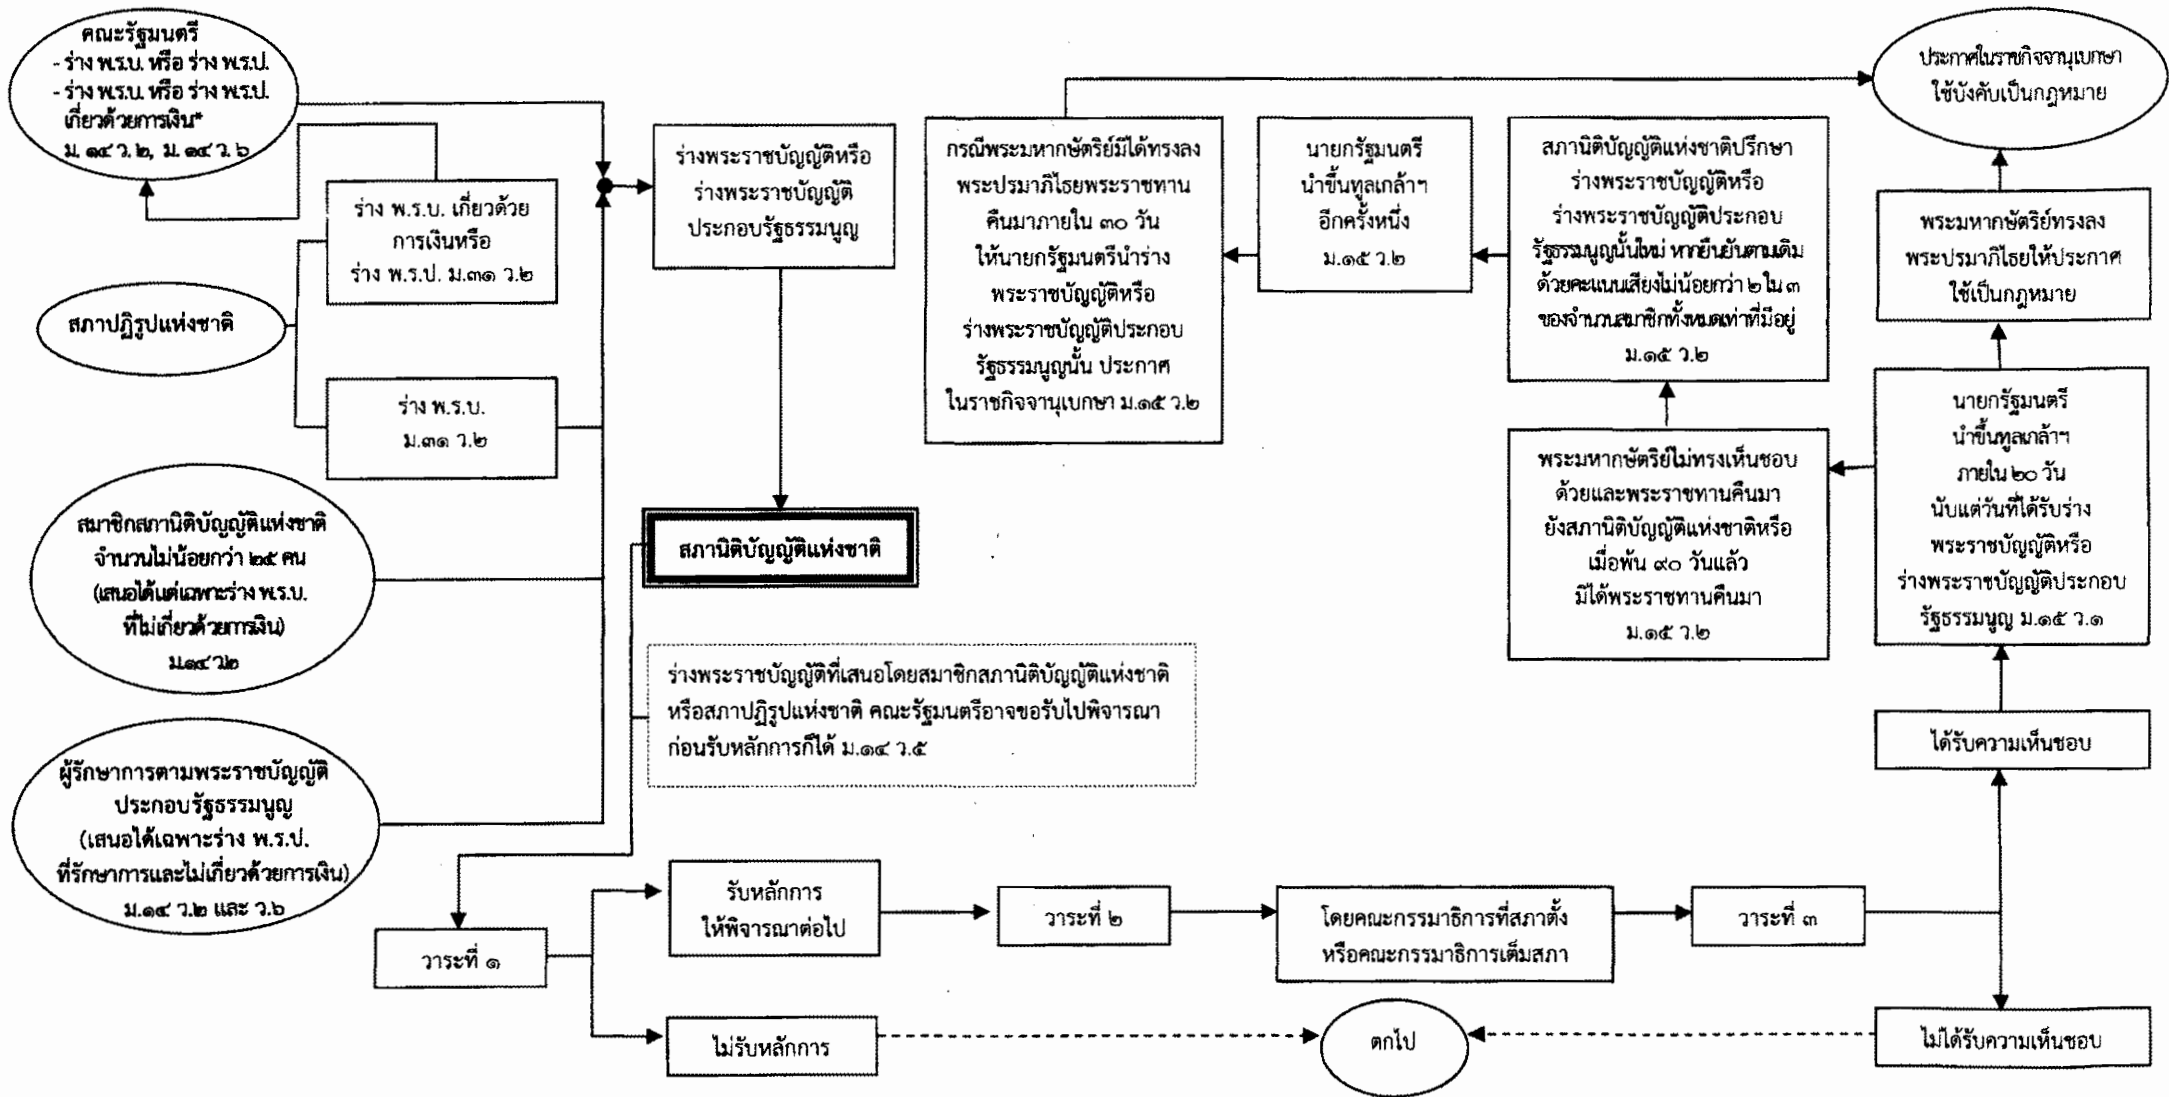 คณะรัฐมนตรี
- ร่าง พ.ร.บ. หรือ ร่าง พ.ร.ป.
- ร่าง พ.ร.บ. หรือ ร่าง พ.ร.ป.
เกี่ยวด้วยการเงิน*
ม. ๑๔ ว. ๒, ม. ๑๔ ว. ๖
ร่าง พ.ร.บ. เกี่ยวด้วย
การเงินหรือ
ร่าง พ.ร.ป. ม.๓๑ ว.๒
สภาปฏิรูปแห่งชาติ
ร่าง พ.ร.บ.
ม.๓๑ ว.๒
สมาชิกสภานิติบัญญัติแห่งชาติ
จำนวนไม่น้อยกว่า ๒๕ คน
(เสนอได้แต่เฉพาะร่าง พ.ร.บ.
ที่ไม่เกี่ยวด้วยการเงิน)
ม.๑๔ ว.๒
ผู้รักษาการตามพระราชบัญญัติ
ประกอบรัฐธรรมนูญ
(เสนอได้เฉพาะร่าง พ.ร.ป.
ที่รักษาการและไม่เกี่ยวด้วยการเงิน)
ม.๑๔ ว.๒ และ ว.๖
ร่างพระราชบัญญัติหรือ
ร่างพระราชบัญญัติ
ประกอบรัฐธรรมนูญ
สภานิติบัญญัติแห่งชาติ
ร่างพระราชบัญญัติที่เสนอโดยสมาชิกสภานิติบัญญัติแห่งชาติ
หรือสภาปฏิรูปแห่งชาติ คณะรัฐมนตรีอาจขอรับไปพิจารณา
ก่อนรับหลักการก็ได้ ม.๑๔ ว.๕
วาระที่ ๑
รับหลักการ
ให้พิจารณาต่อไป
ไม่รับหลักการ
วาระที่ ๒
โดยคณะกรรมาธิการที่สภาตั้ง
หรือคณะกรรมาธิการเต็มสภา
วาระที่ ๓
ตกไป
ไม่ได้รับความเห็นชอบ
ได้รับความเห็นชอบ
นายกรัฐมนตรี
นำขึ้นทูลเกล้าฯ
ภายใน ๒๐ วัน
นับแต่วันที่ได้รับร่าง
พระราชบัญญัติหรือ
ร่างพระราชบัญญัติประกอบ
รัฐธรรมนูญ ม.๑๕ ว.๑
พระมหากษัตริย์ทรงลง
พระปรมาภิไธยให้ประกาศ
ใช้เป็นกฎหมาย
ประกาศในราชกิจจานุเบกษา
ใช้บังคับเป็นกฎหมาย
พระมหากษัตริย์ไม่ทรงเห็นชอบ
ด้วยและพระราชทานคืนมา
ยังสภานิติบัญญัติแห่งชาติหรือ
เมื่อพ้น ๙๐ วันแล้ว
มิได้พระราชทานคืนมา
ม.๑๕ ว.๒
สภานิติบัญญัติแห่งชาติปรึกษา
ร่างพระราชบัญญัติหรือ
ร่างพระราชบัญญัติประกอบ
รัฐธรรมนูญนั้นใหม่ หากยืนยันตามเดิม
ด้วยคะแนนเสียงไม่น้อยกว่า ๒ ใน ๓
ของจำนวนสมาชิกทั้งหมดเท่าที่มีอยู่
ม.๑๕ ว.๒
นายกรัฐมนตรี
นำขึ้นทูลเกล้าฯ
อีกครั้งหนึ่ง
ม.๑๕ ว.๒
กรณีพระมหากษัตริย์มิได้ทรงลง
พระปรมาภิไธยพระราชทาน
คืนมาภายใน ๓๐ วัน
ให้นายกรัฐมนตรีนำร่าง
พระราชบัญญัติหรือ
ร่างพระราชบัญญัติประกอบ
รัฐธรรมนูญนั้น ประกาศ
ในราชกิจจานุเบกษา ม.๑๕ ว.๒